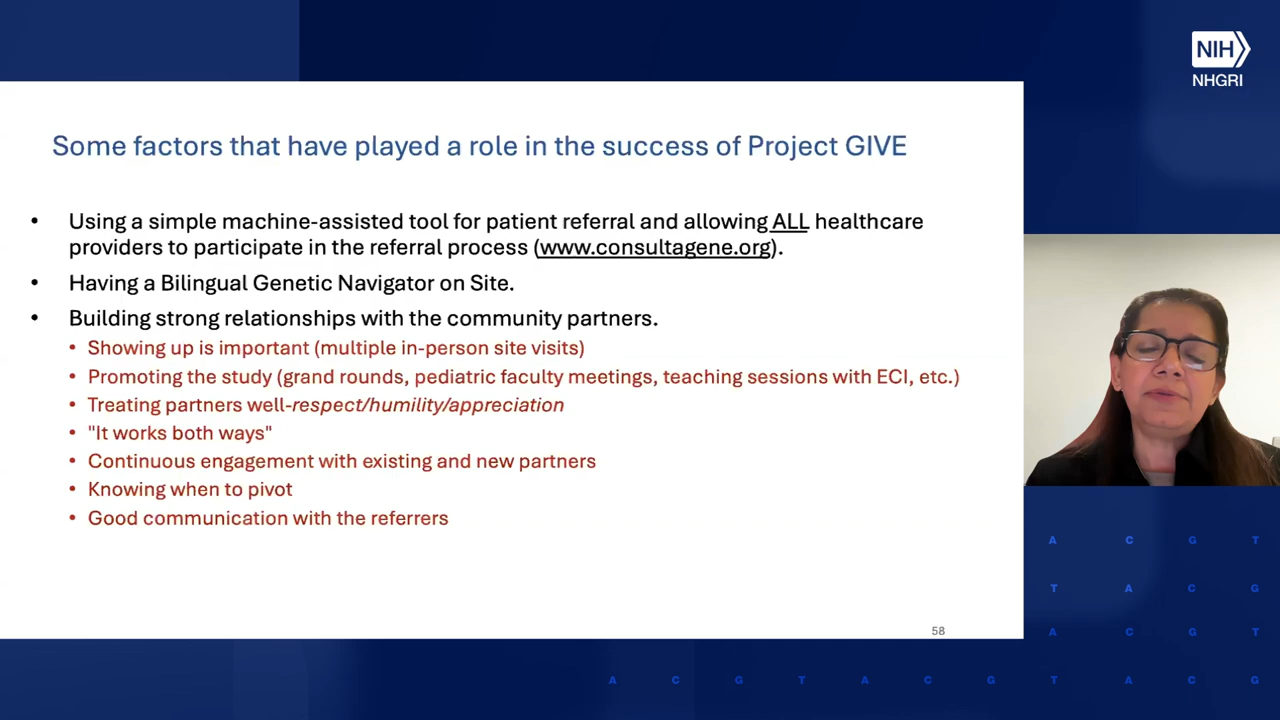 NIH
NHGRI
Some factors that have played a role in the success of Project GIVE
• Using a simple machine-assisted tool for patient referral and allowing ALL healthcare
providers to participate in the referral process (www.consultagene.org).
• Having a Bilingual Genetic Navigator on Site.
• Building strong relationships with the community partners.
• Showing up is important (multiple in-person site visits)
• Promoting the study (grand rounds, pediatric faculty meetings, teaching sessions with ECI, etc.)
• Treating partners well-respect/humility/appreciation
• "It works both ways"
• Continuous engagement with existing and new partners
• Knowing when to pivot
• Good communication with the referrers
58
A C G T
T A C G
A C G T
A C G T A C G T A C G